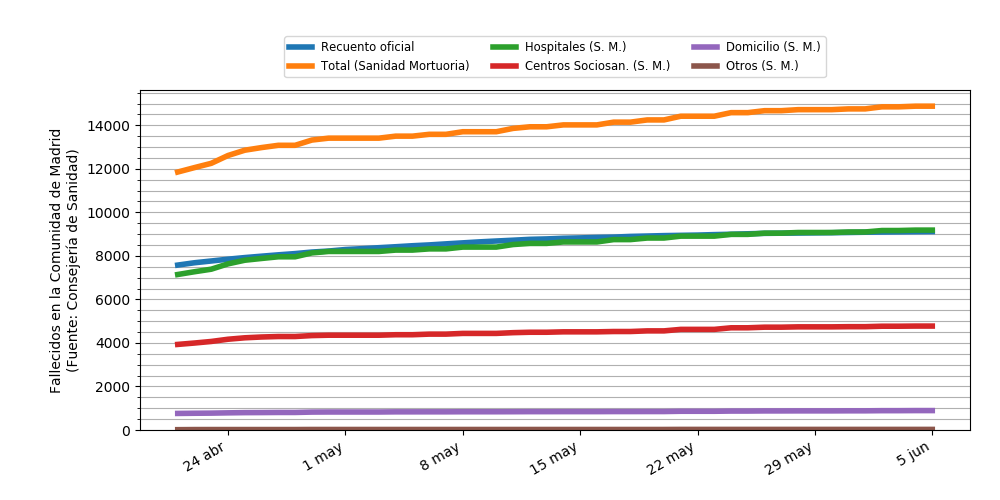 Recuento oficial
Total (Sanidad Mortuoria)
Hospitales (S. M.)
Centros Sociosan. (S. M.)
Domicilio (S. M.)
Otros (S. M.)
Fallecidos en la Comunidad de Madrid
(Fuente: Consejería de Sanidad)
14000
12000
10000
8000
6000
4000
2000
0
24 abr
1 may
8 may
15 may
22 may
29 may
5 jun